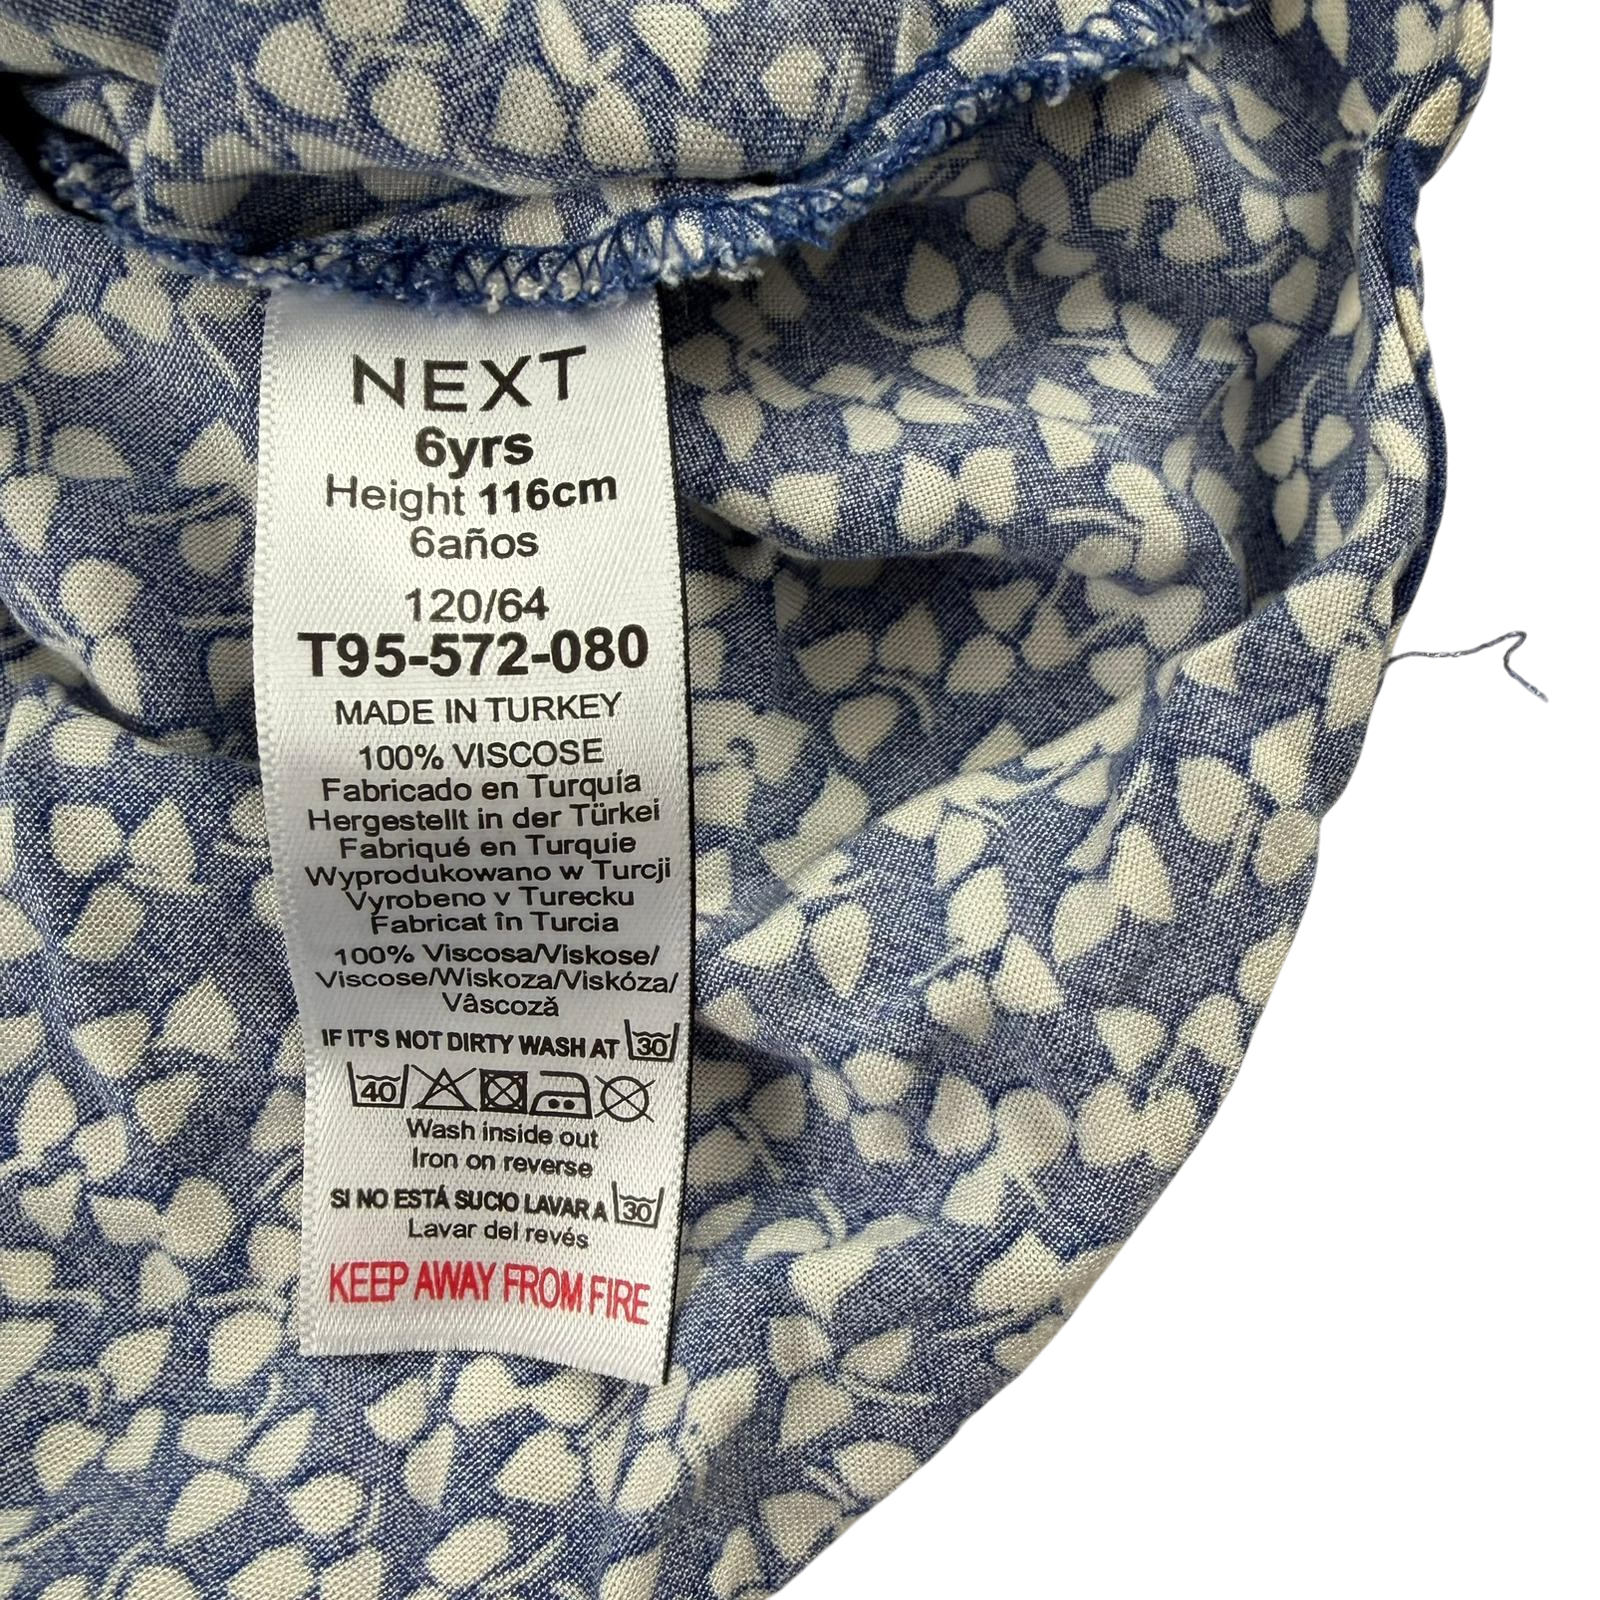 NEXT
6yrs
Height 116cm
6años
120/64
T95-572-080
MADE IN TURKEY
100% VISCOSE
Fabricado en Turquía
Hergestellt in der Türkei
Fabriqué en Turquie
Wyprodukowano w Turcji
Vyrobeno v Turecku
Fabricat în Turcia
100% Viscosa/Viskose/
Viscose/Wiskoza/Viskóza/
Vâscoză
IF IT'S NOT DIRTY WASH AT 30
40
Wash inside out
Iron on reverse
SI NO ESTÁ SUCIO LAVAR A 30
Lavar del revés
KEEP AWAY FROM FIRE